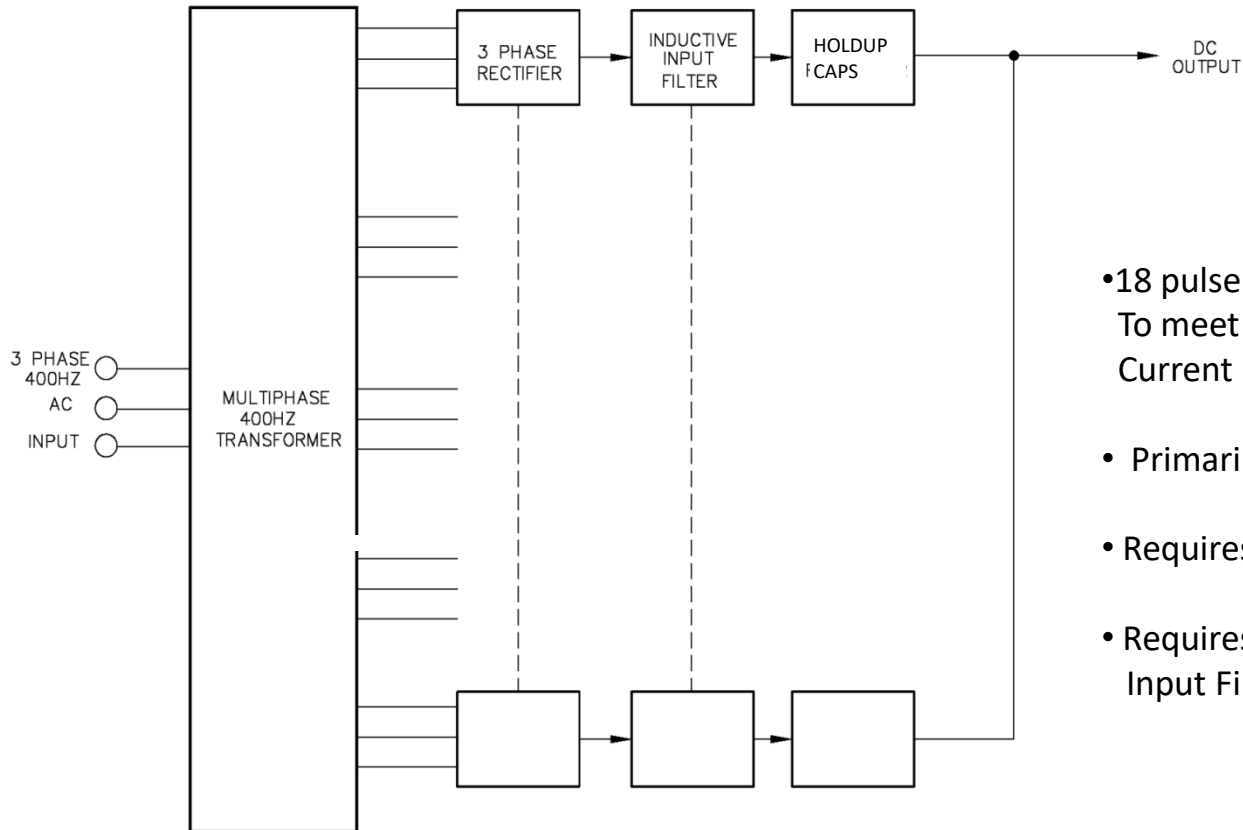 3 PHASE
RECTIFIER
INDUCTIVE
INPUT
FILTER
HOLDUP
CAPS
DC
OUTPUT
3 PHASE
400HZ
AC
INPUT
MULTIPHASE
400HZ
TRANSFORMER
•18 pulse
To meet
Current
• Primari
• Requires
• Requires
Input Fi